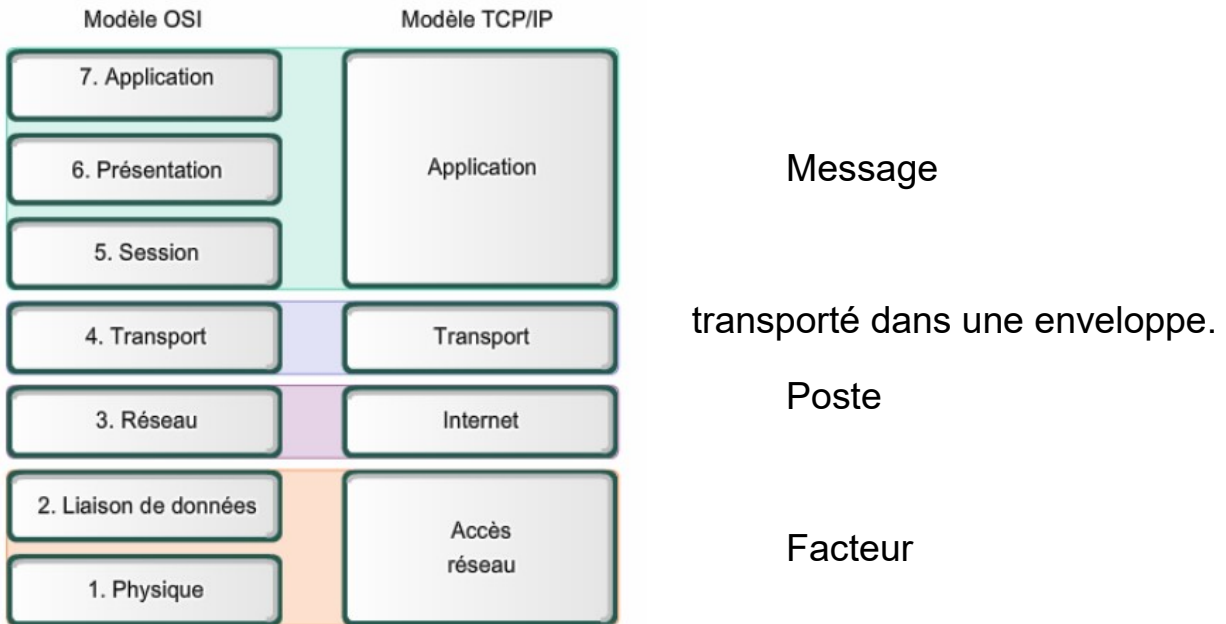 Modèle OSI
Modèle TCP/IP
7. Application
6. Présentation
5. Session
Application
Message
4. Transport
Transport
transporté dans une enveloppe.
3. Réseau
Internet
Poste
2. Liaison de données
1. Physique
Accès
réseau
Facteur